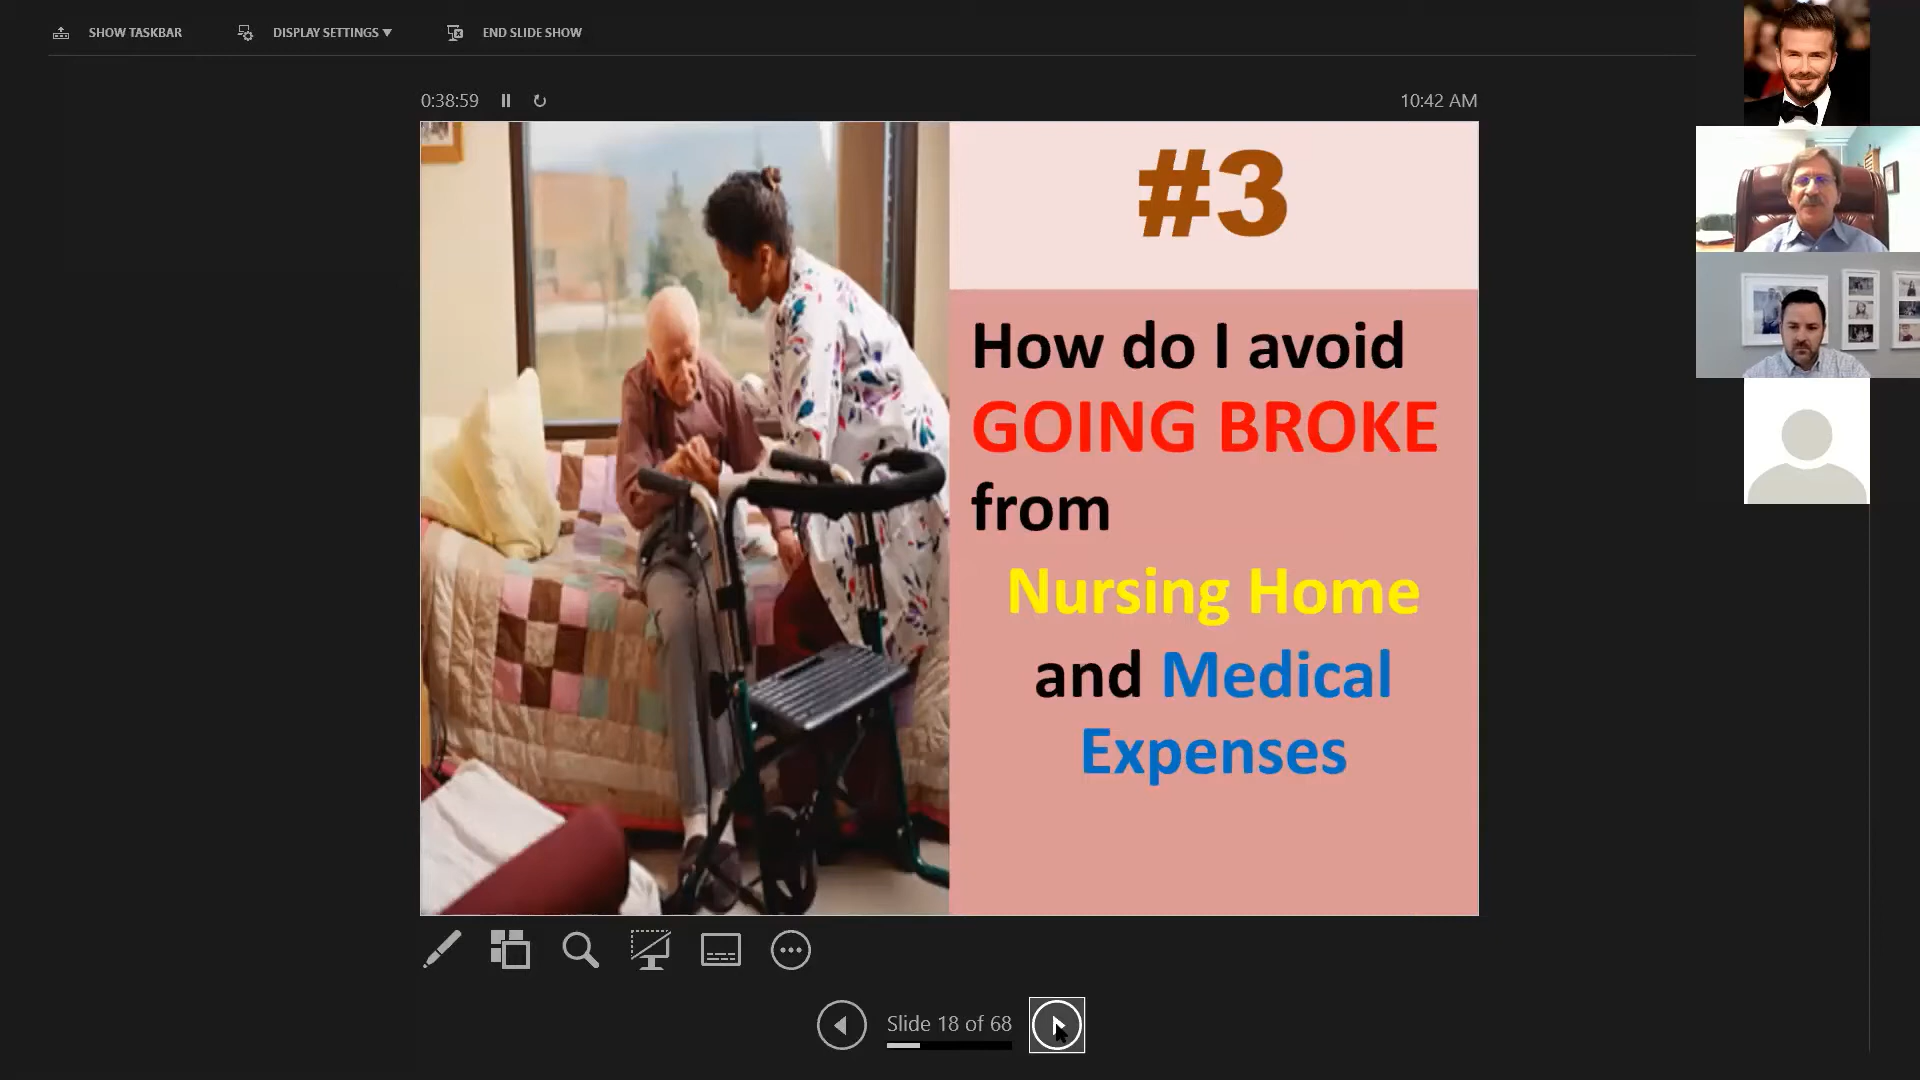 SHOW TASKBAR
DISPLAY SETTINGS ▼
END SLIDE SHOW
0:38:59
10:42 AM
#3
How do I avoid
GOING BROKE
from
Nursing Home
and Medical
Expenses
Slide 18 of 68